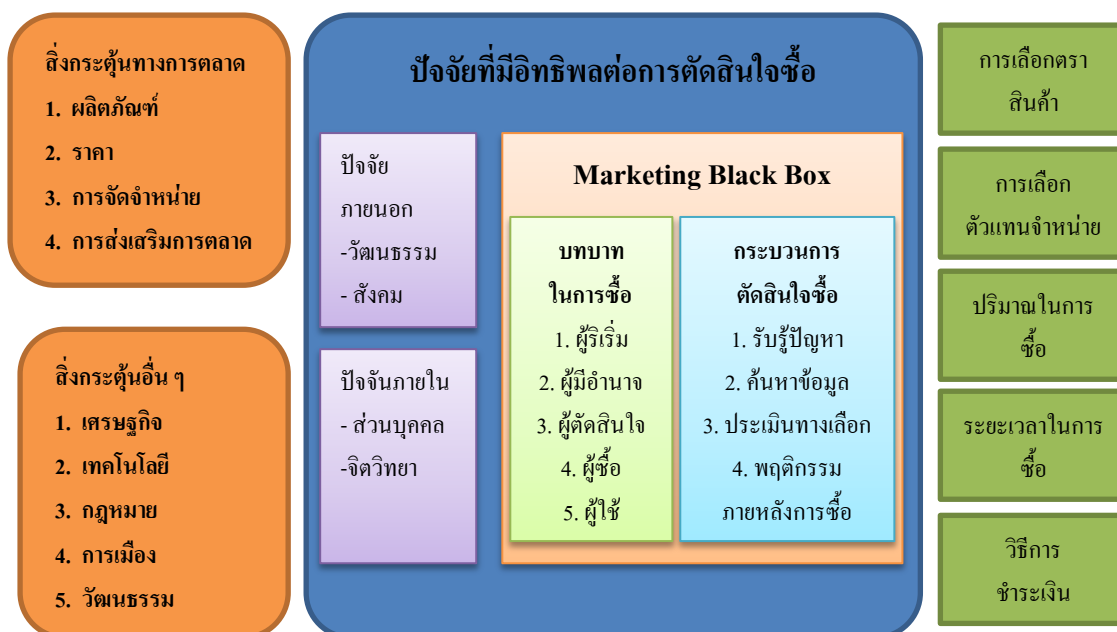 สิ่งกระตุ้นทางการตลาด
1. ผลิตภัณฑ์
2. ราคา
3. การจัดจำหน่าย
4. การส่งเสริมการตลาด
สิ่งกระตุ้นอื่น ๆ
1. เศรษฐกิจ
2. เทคโนโลยี
3. กฎหมาย
4. การเมือง
5. วัฒนธรรม
ปัจจัยที่มีอิทธิพลต่อการตัดสินใจซื้อ
ปัจจัย
ภายนอก
-วัฒนธรรม
- สังคม
ปัจจันภายใน
- ส่วนบุคคล
-จิตวิทยา
Marketing Black Box
บทบาท
ในการซื้อ
1. ผู้ริเริ่ม
2. ผู้มีอำนาจ
3. ผู้ตัดสินใจ
4. ผู้ซื้อ
5. ผู้ใช้
กระบวนการ
ตัดสินใจซื้อ
1. รับรู้ปัญหา
2. ค้นหาข้อมูล
3. ประเมินทางเลือก
4. พฤติกรรม
ภายหลังการซื้อ
การเลือกตรา
สินค้า
การเลือก
ตัวแทนจำหน่าย
ปริมาณในการ
ซื้อ
ระยะเวลาในการ
ซื้อ
วิธีการ
ชำระเงิน